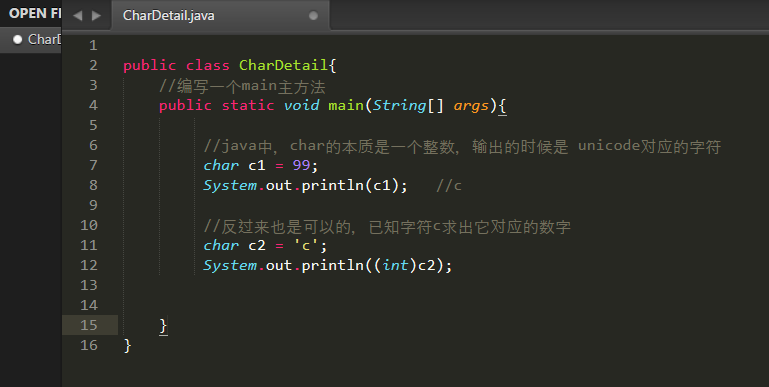 OPEN FI
CharDetail.java
CharD
1
2 public class CharDetail{
3 //编写一个main主方法
4 public static void main(String[] args){
5
6 //java中，char的本质是一个整数，输出的时候是 unicode对应的字符
7 char c1 = 99;
8 System.out.println(c1); //c
9
10 //反过来也是可以的，已知字符c求出它对应的数字
11 char c2 = 'c';
12 System.out.println((int)c2);
13
14
15 }
16 }